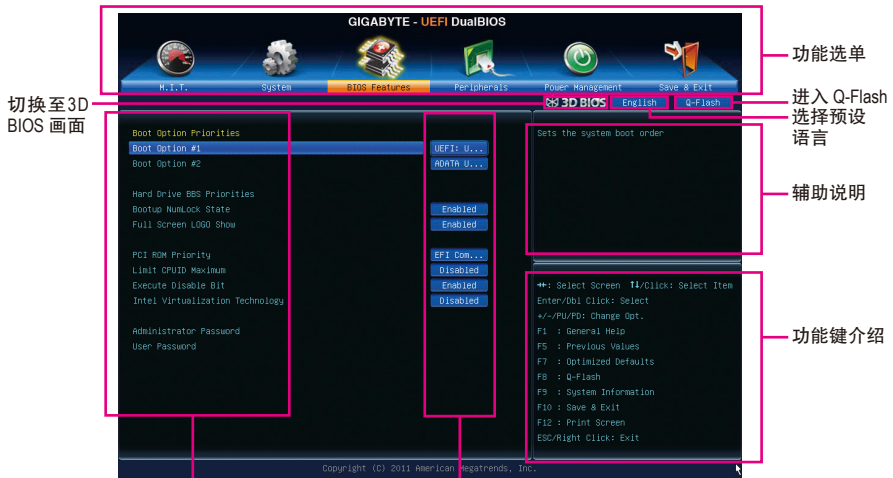 GIGABYTE - UEFI DualBIOS
M.I.T.
System
BIOS Features
Peripherals
Power Management
Save & Exit
功能选单
切换至3D
BIOS 画面
3D BIOS
English
Q-Flash
进入 Q-Flash
选择预设
语言
Boot Option Priorities
Boot Option #1
UEFI: U...
Boot Option #2
ADATA U...
Hard Drive BBS Priorities
Bootup NumLock State
Enabled
Full Screen LOGO Show
Enabled
PCI ROM Priority
EFI Com...
Limit CPUID Maximum
Disabled
Execute Disable Bit
Enabled
Intel Virtualization Technology
Disabled
Administrator Password
User Password
Sets the system boot order
辅助说明
→←: Select Screen ↑↓/Click: Select Item
Enter/Dbl Click: Select
+/-/PU/PD: Change Opt.
F1 : General Help
F5 : Previous Values
F7 : Optimized Defaults
F8 : Q-Flash
F9 : System Information
F10 : Save & Exit
F12 : Print Screen
ESC/Right Click: Exit
功能键介绍
Copyright (C) 2011 American Megatrends, Inc.